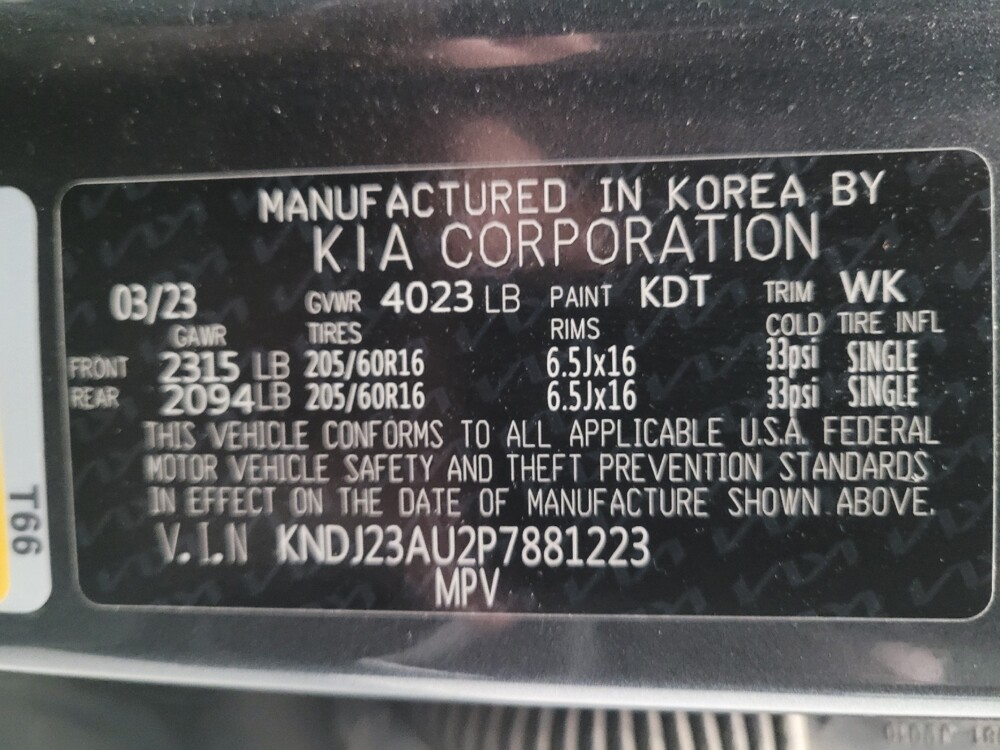 MANUFACTURED IN KOREA BY
KIA CORPORATION
03/23 GVWR 4023 LB PAINT KDT TRIM WK
GAWR TIRES RIMS COLD TIRE INFL
FRONT 2315 LB 205/60R16 6.5Jx16 33psi SINGLE
REAR 2094LB 205/60R16 6.5Jx16 33psi SINGLE
THIS VEHICLE CONFORMS TO ALL APPLICABLE U.S.A. FEDERAL
MOTOR VEHICLE SAFETY AND THEFT PREVENTION STANDARDS
IN EFFECT ON THE DATE OF MANUFACTURE SHOWN ABOVE.
V.I.N KNDJ23AU2P7881223
MPV
T66